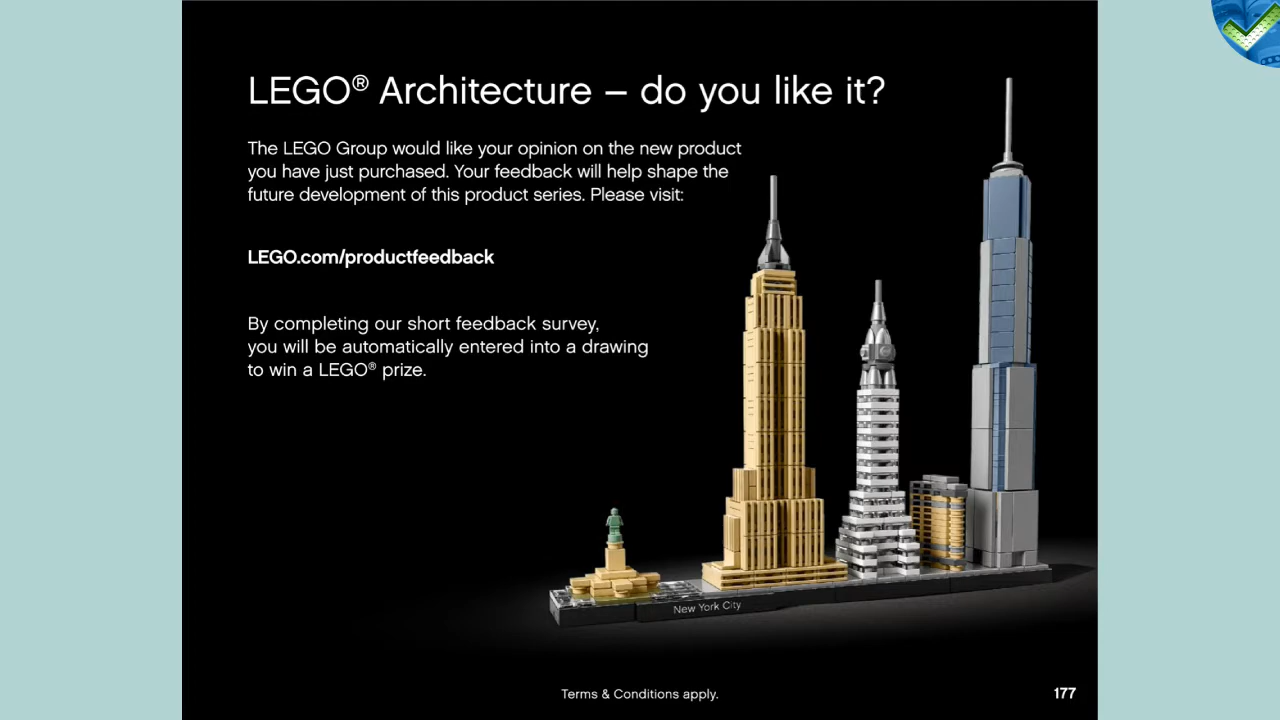 LEGO® Architecture – do you like it?
The LEGO Group would like your opinion on the new product
you have just purchased. Your feedback will help shape the
future development of this product series. Please visit:
LEGO.com/productfeedback
By completing our short feedback survey,
you will be automatically entered into a drawing
to win a LEGO® prize.
New York City
Terms & Conditions apply.
177